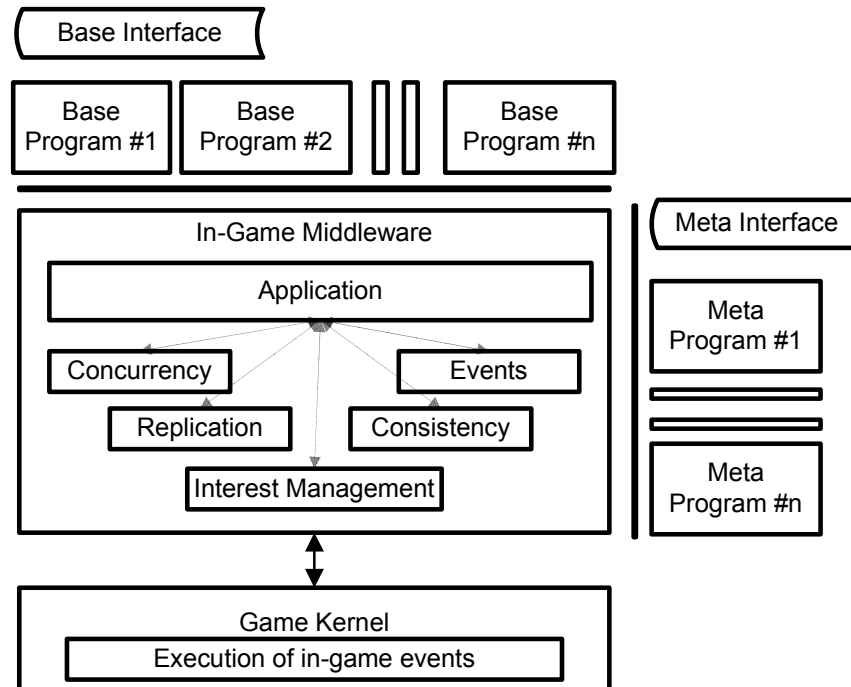 Base Interface
Base
Program #1
Base
Program #2
Base
Program #n
In-Game Middleware
Application
Concurrency
Events
Replication
Consistency
Interest Management
Meta Interface
Meta
Program #1
Meta
Program #n
Game Kernel
Execution of in-game events